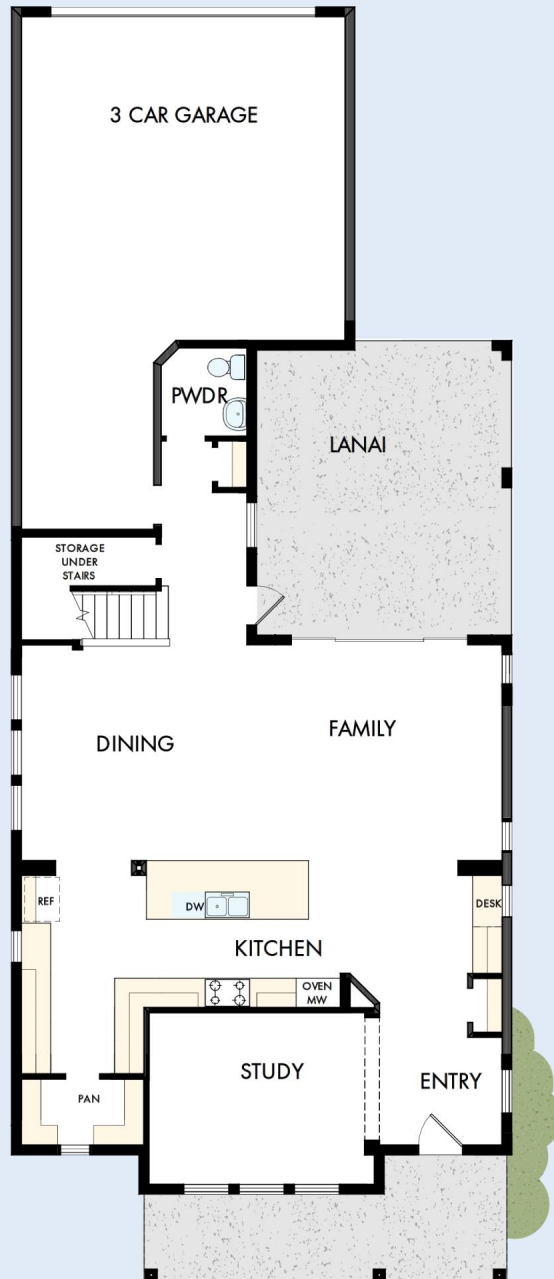 3 CAR GARAGE
PWDR
LANAI
STORAGE
UNDER
STAIRS
DINING
FAMILY
REF
DW
DESK
KITCHEN
OVEN
MW
STUDY
ENTRY
PAN